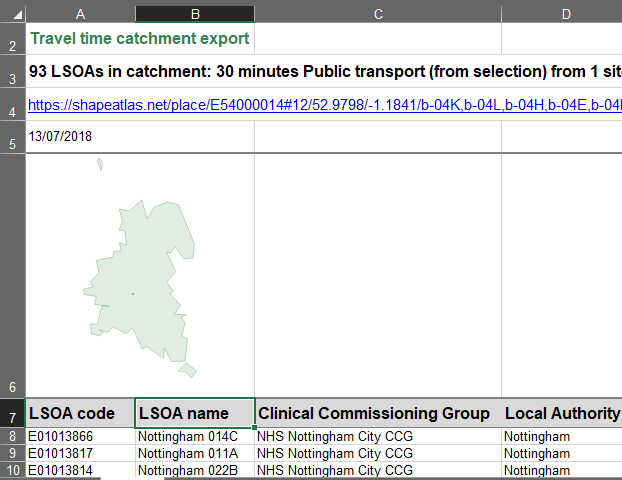 A B C D
2 Travel time catchment export
3 93 LSOAs in catchment: 30 minutes Public transport (from selection) from 1 sit
4 https://shapeatlas.net/place/E54000014#12/52.9798/-1.1841/b-04K,b-04L,b-04H,b-04E,b-04
5 13/07/2018
6
7 LSOA code LSOA name Clinical Commissioning Group Local Authority
8 E01013866 Nottingham 014C NHS Nottingham City CCG Nottingham
9 E01013817 Nottingham 011A NHS Nottingham City CCG Nottingham
10 E01013814 Nottingham 022B NHS Nottingham City CCG Nottingham